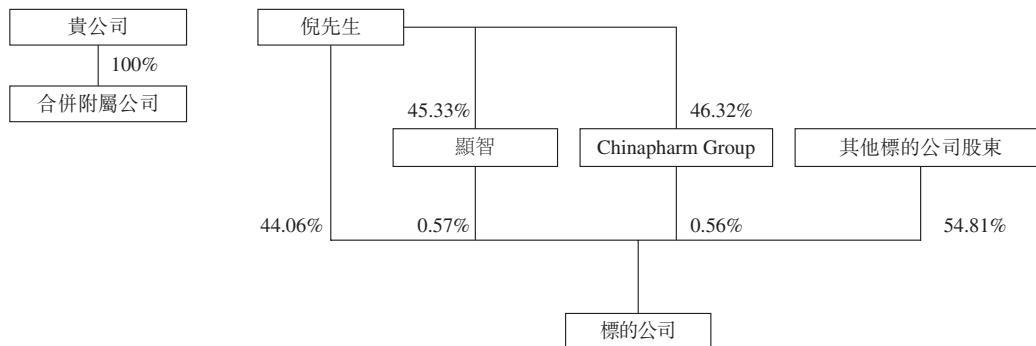 貴公司
倪先生
100%
合併附屬公司
45.33%
46.32%
顯智
Chinapharm Group
其他標的公司股東
44.06%
0.57%
0.56%
54.81%
標的公司